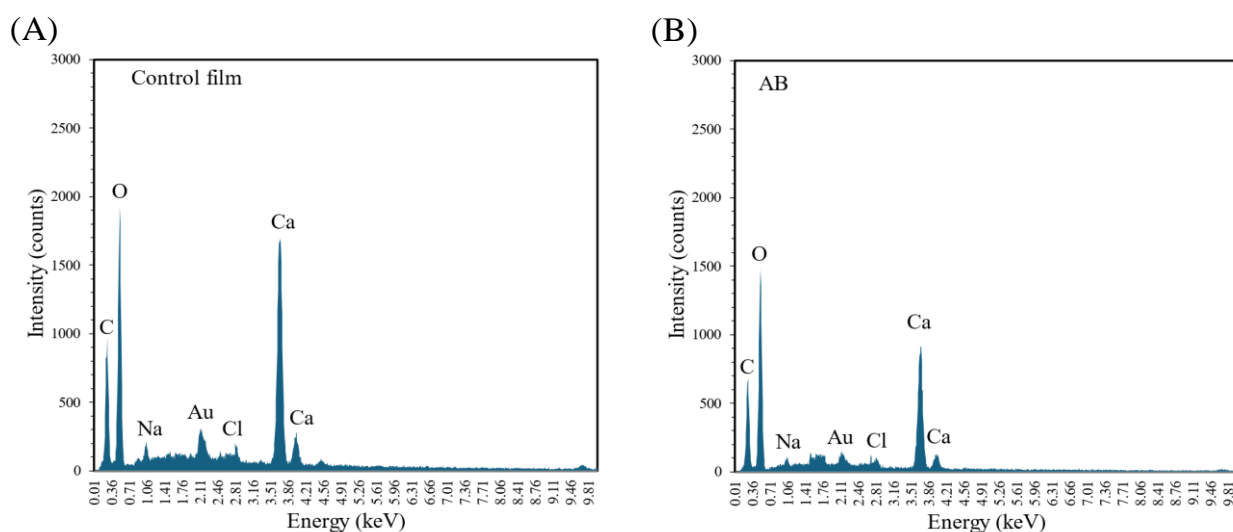 (A)
Control film
Intensity (counts)
3000
2500
2000
1500
1000
500
0
C
O
Na
Au
Cl
Ca
Ca
0.01 0.36 0.71 1.06 1.41 1.76 2.11 2.46 2.81 3.16 3.51 3.86 4.21 4.56 4.91 5.26 5.61 5.96 6.31 6.66 7.01 7.36 7.71 8.06 8.41 8.76 9.11 9.46 9.81
Energy (keV)
(B)
AB
Intensity (counts)
3000
2500
2000
1500
1000
500
0
C
O
Na
Au
Cl
Ca
Ca
0.01 0.36 0.71 1.06 1.41 1.76 2.11 2.46 2.81 3.16 3.51 3.86 4.21 4.56 4.91 5.26 5.61 5.96 6.31 6.66 7.01 7.36 7.71 8.06 8.41 8.76 9.11 9.46 9.81
Energy (keV)